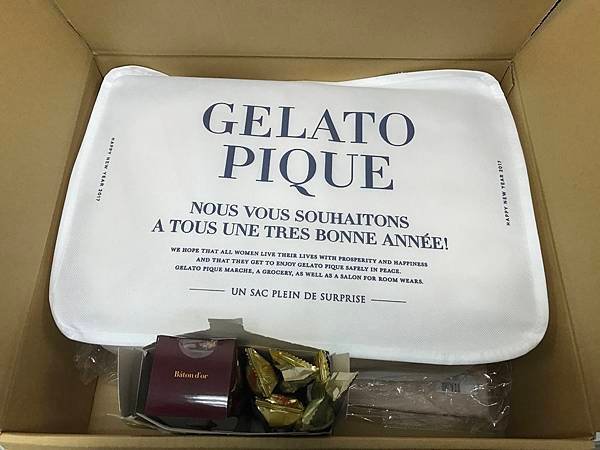 GELATO
PIQUE
HAPPY NEW YEAR 2017
HAPPY NEW YEAR 2017
NOUS VOUS SOUHAITONS
A TOUS UNE TRES BONNE ANNÉE!
WE HOPE THAT ALL WOMEN LIVE THEIR LIVES WITH PROSPERITY AND HAPPINESS
AND THAT THEY GET TO ENJOY GELATO PIQUE SAFELY IN PEACE.
GELATO PIQUE MARCHE, A GROCERY, AS WELL AS A SALON FOR ROOM WEARS.
UN SAC PLEIN DE SURPRISE
Bâton d'or